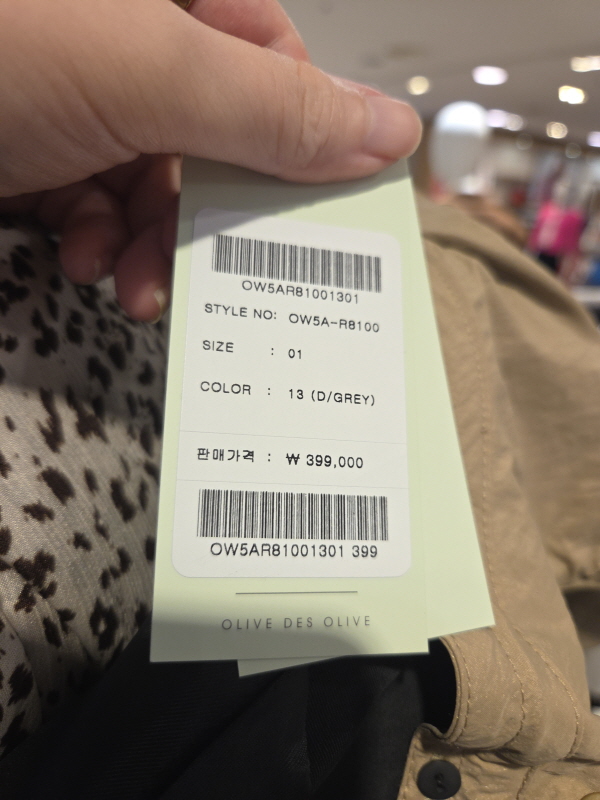 OW5AR81001301
STYLE NO: OW5A-R8100
SIZE : 01
COLOR : 13 (D/GREY)
판매가격 : ₩ 399,000
OW5AR81001301 399
OLIVE DES OLIVE